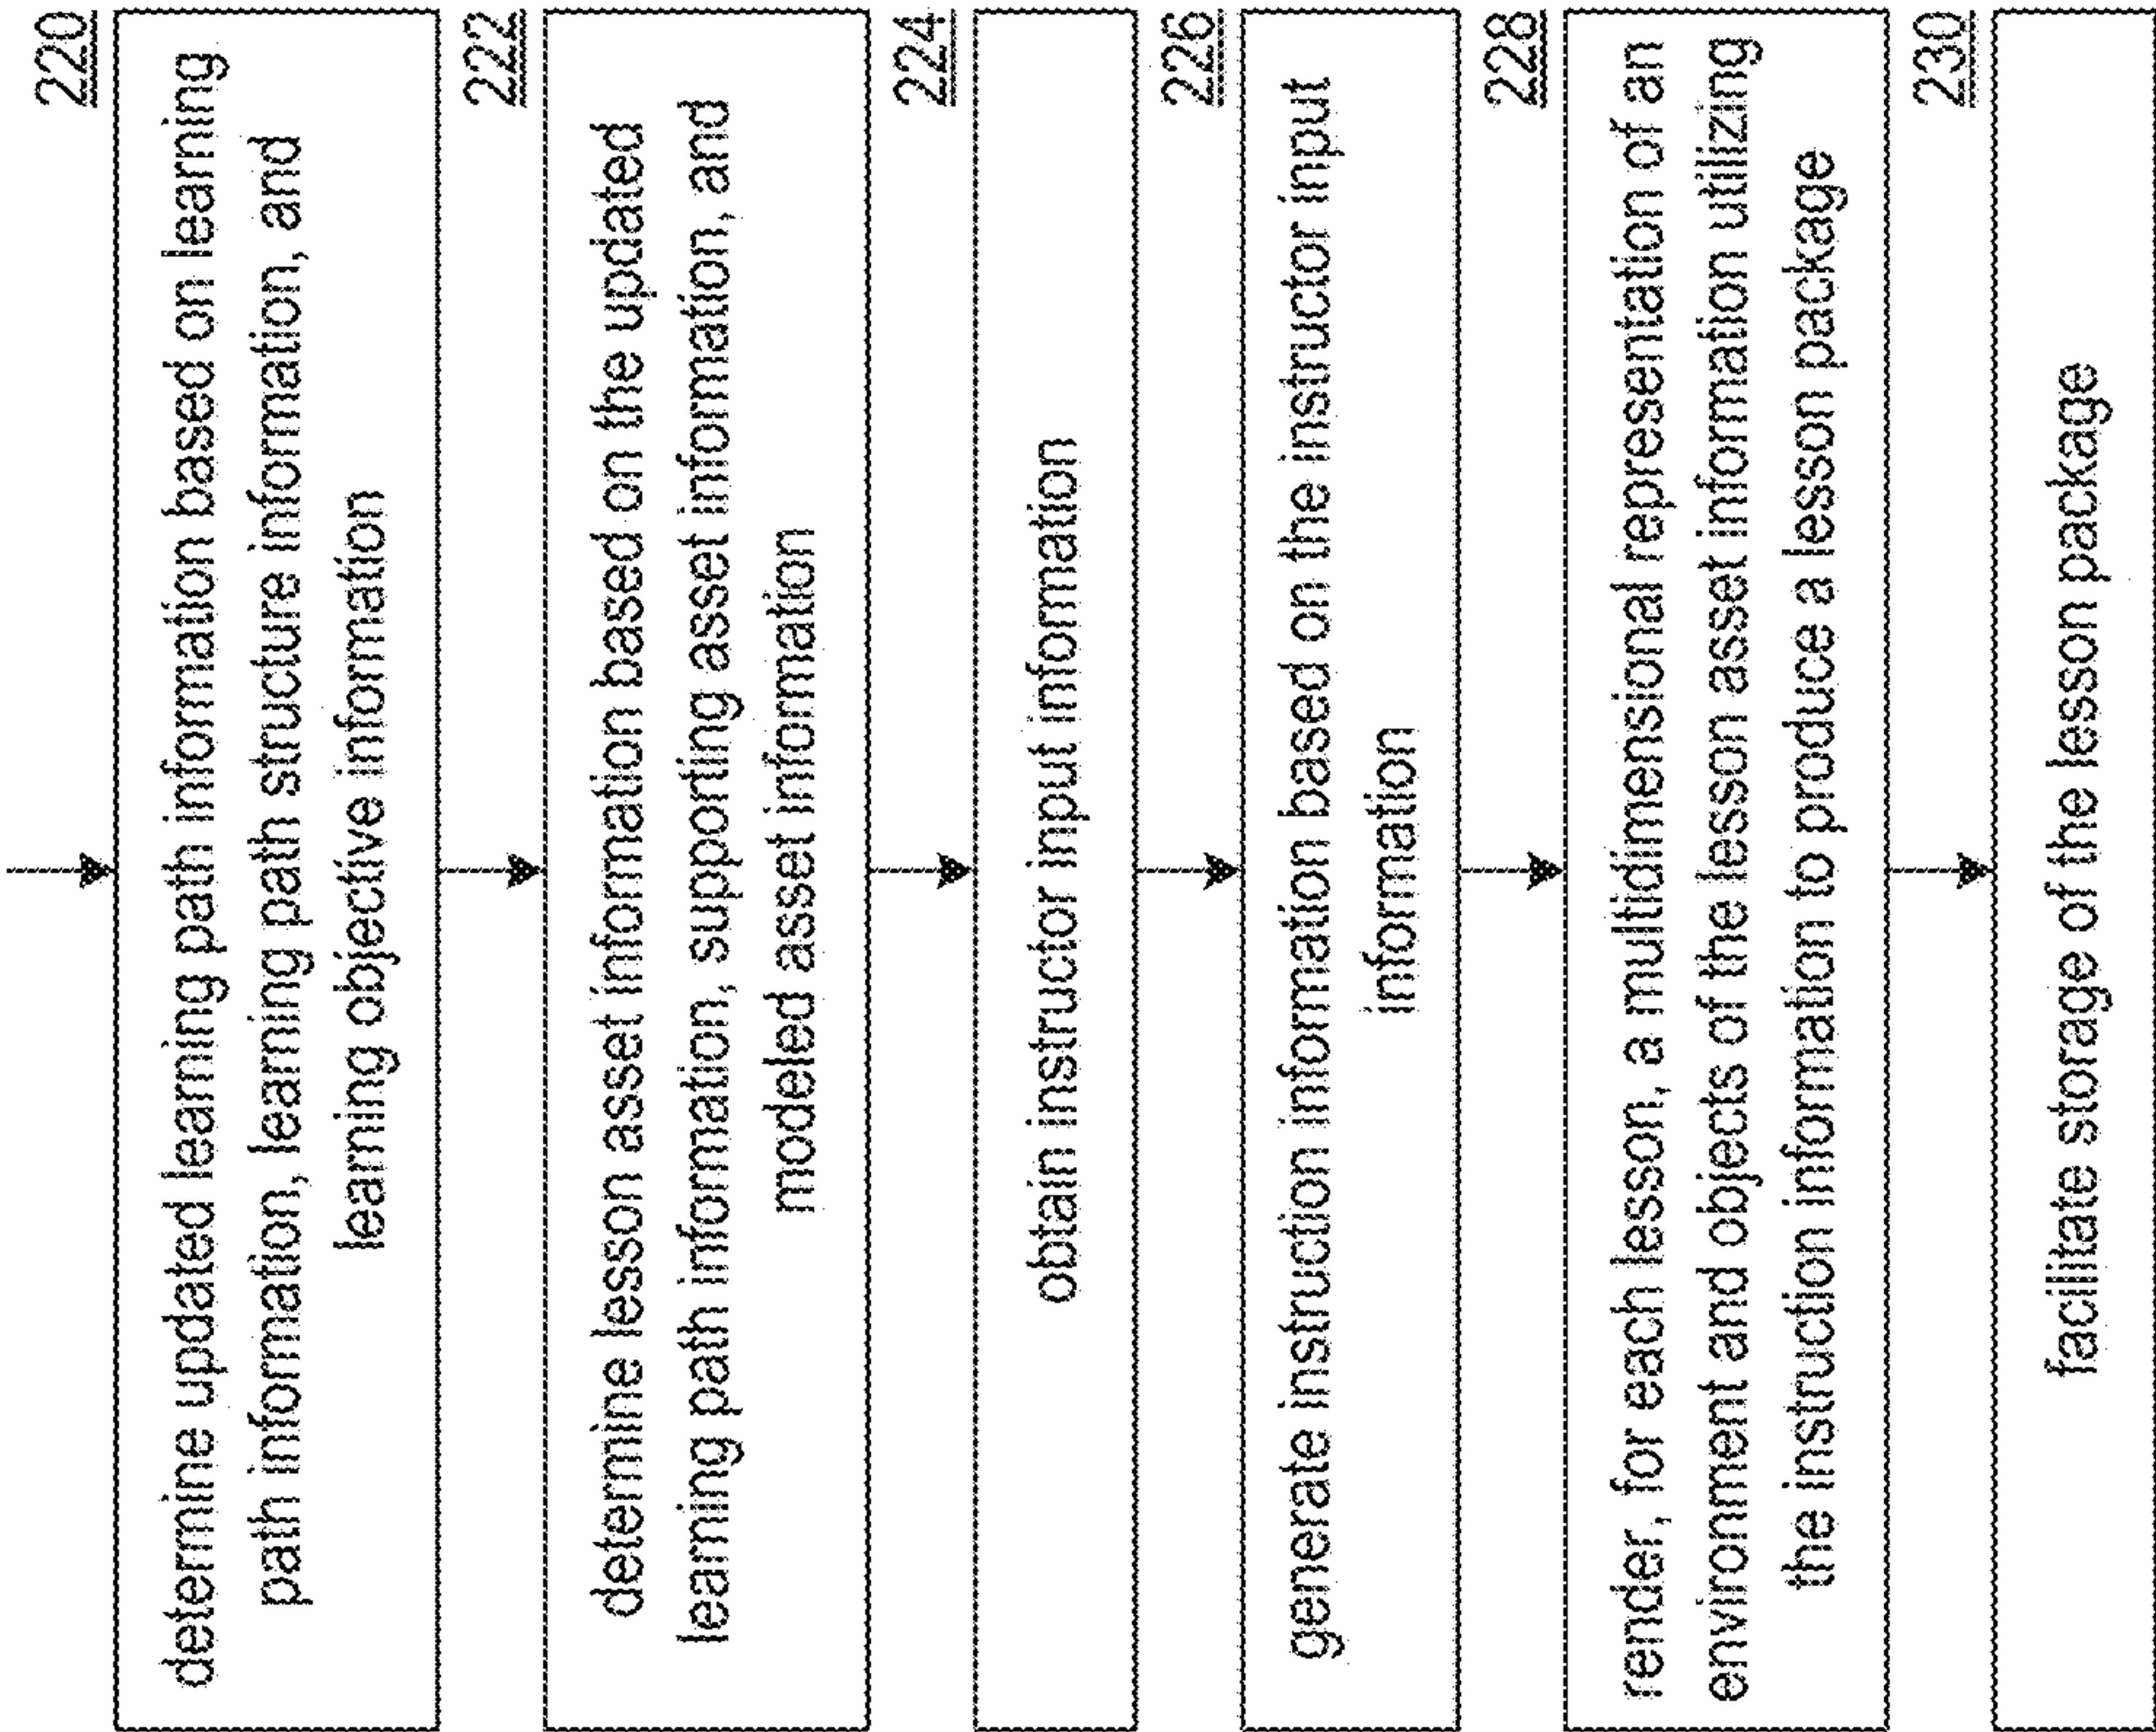 220
determine updated learning path information based on learning
path information, learning path structure information, and
learning objective information
222
determine lesson asset information based on the updated
learning path information, supporting asset information, and
modeled asset information
224
obtain instructor input information
226
generate instruction information based on the instructor input
information
228
render, for each lesson, a multidimensional representation of an
environment and objects of the lesson asset information utilizing
the instruction information to produce a lesson package
230
facilitate storage of the lesson package